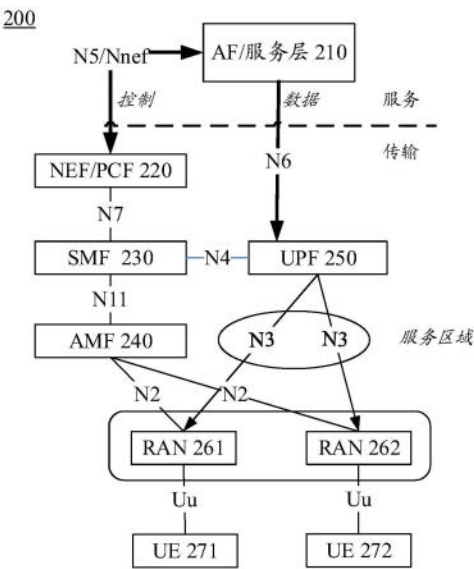 200
N5/Nnef
AF/服务层 210
控制
数据
服务
传输
N6
NEF/PCF 220
N7
SMF 230
N4
UPF 250
N11
AMF 240
N3
N3
服务区域
N2
N2
RAN 261
RAN 262
Uu
Uu
UE 271
UE 272